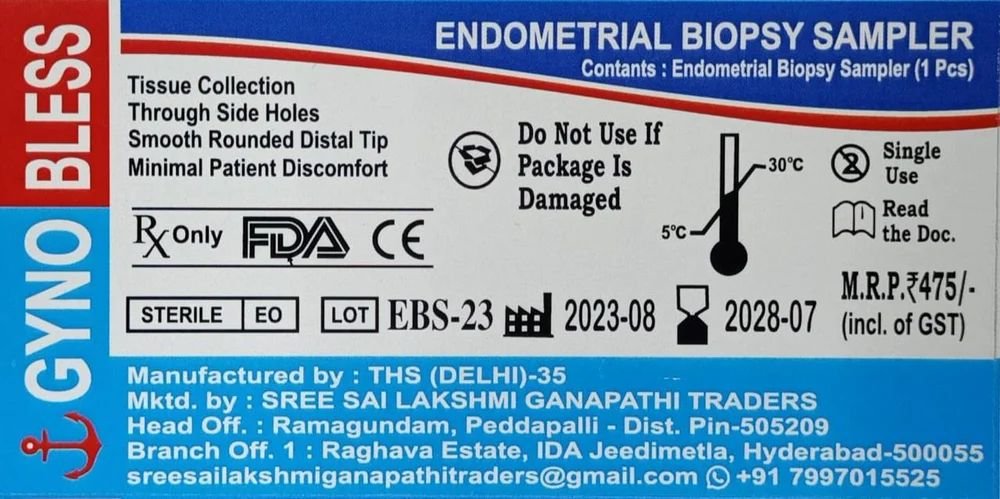 GYNO BLESS
ENDOMETRIAL BIOPSY SAMPLER
Contants : Endometrial Biopsy Sampler (1 Pcs)
Tissue Collection
Through Side Holes
Smooth Rounded Distal Tip
Minimal Patient Discomfort
Do Not Use If
Package Is
Damaged
30°C
5°C
2
Single
Use
Read
the Doc.
Rx Only FDA CE
STERILE EO LOT EBS-23 2023-08 2028-07
M.R.P.₹475/-
(incl. of GST)
Manufactured by : THS (DELHI)-35
Mktd. by : SREE SAI LAKSHMI GANAPATHI TRADERS
Head Off. : Ramagundam, Peddapalli - Dist. Pin-505209
Branch Off. 1 : Raghava Estate, IDA Jeedimetla, Hyderabad-500055
sreesailakshmiganapathitraders@gmail.com +91 7997015525